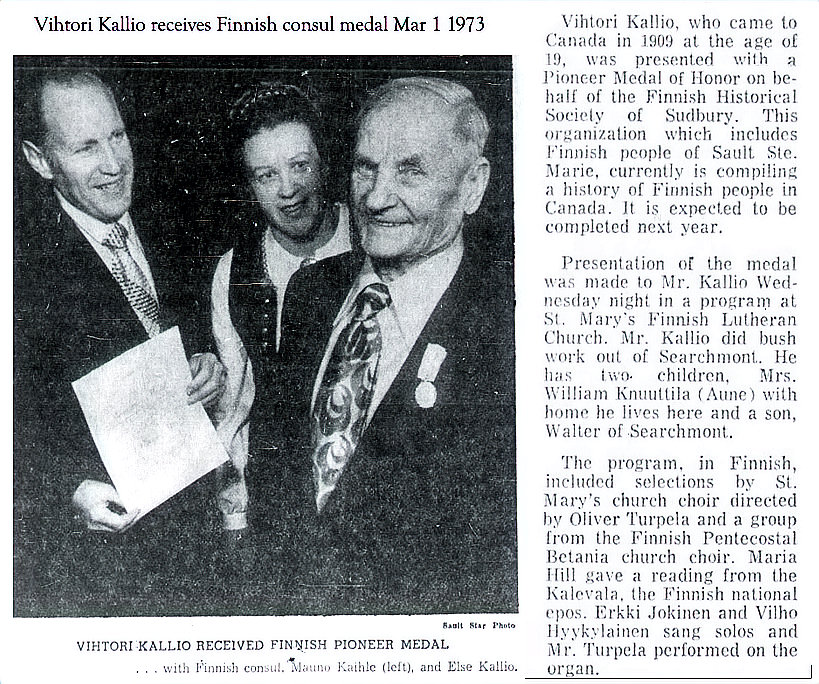 Vihtori Kallio receives Finnish consul medal Mar 1 1973
Sault Star Photo
VIHTORI KALLIO RECEIVED FINNISH PIONEER MEDAL
. . . with Finnish consul, Mauno Kaihle (left), and Else Kallio.
Vihtori Kallio, who came to
Canada in 1909 at the age of
19, was presented with a
Pioneer Medal of Honor on be-
half of the Finnish Historical
Society of Sudbury. This
organization which includes
Finnish people of Sault Ste.
Marie, currently is compiling
a history of Finnish people in
Canada. It is expected to be
completed next year.
Presentation of the medal
was made to Mr. Kallio Wed-
nesday night in a program at
St. Mary's Finnish Lutheran
Church. Mr. Kallio did bush
work out of Searchmont. He
has two children, Mrs.
William Knuuttila (Aune) with
home he lives here and a son,
Walter of Searchmont.
The program, in Finnish,
included selections by St.
Mary's church choir directed
by Oliver Turpela and a group
from the Finnish Pentecostal
Betania church choir. Maria
Hill gave a reading from the
Kalevala, the Finnish national
epos. Erkki Jokinen and Vilho
Hyykylainen sang solos and
Mr. Turpela performed on the
organ.